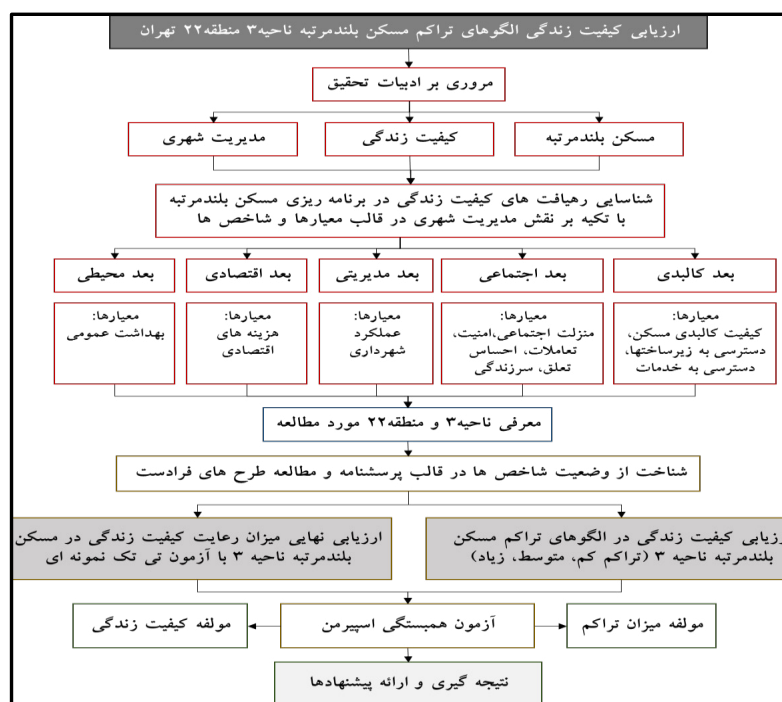 ارزیابی کیفیت زندگی الگوهای تراکم مسکن بلندمرتبه ناحیه۳ منطقه۲۲ تهران
مروری بر ادبیات تحقیق
مسکن بلندمرتبه
کیفیت زندگی
مدیریت شهری
شناسایی رهیافت های کیفیت زندگی در برنامه ریزی مسکن بلندمرتبه
با تکیه بر نقش مدیریت شهری در قالب معیارها و شاخص ها
بعد کالبدی
بعد اجتماعی
بعد مدیریتی
بعد اقتصادی
بعد محیطی
معیارها:
کیفیت کالبدی مسکن،
دسترسی به زیرساختها،
دسترسی به خدمات
معیارها:
منزلت اجتماعی،امنیت،
تعاملات، احساس
تعلق، سرزندگی
معیارها:
عملکرد
شهرداری
معیارها:
هزینه های
اقتصادی
معیارها:
بهداشت عمومی
معرفی ناحیه۳ و منطقه۲۲ مورد مطالعه
شناخت از وضعیت شاخص ها در قالب پرسشنامه و مطالعه طرح های فرادست
رزیابی کیفیت زندگی در الگوهای تراکم مسکن
بلندمرتبه ناحیه ۳ (تراکم کم، متوسط، زیاد)
ارزیابی نهایی میزان رعایت کیفیت زندگی در مسکن
بلندمرتبه ناحیه ۳ با آزمون تی تک نمونه ای
مولفه میزان تراکم
آزمون همبستگی اسپیرمن
مولفه کیفیت زندگی
نتیجه گیری و ارائه پیشنهادها